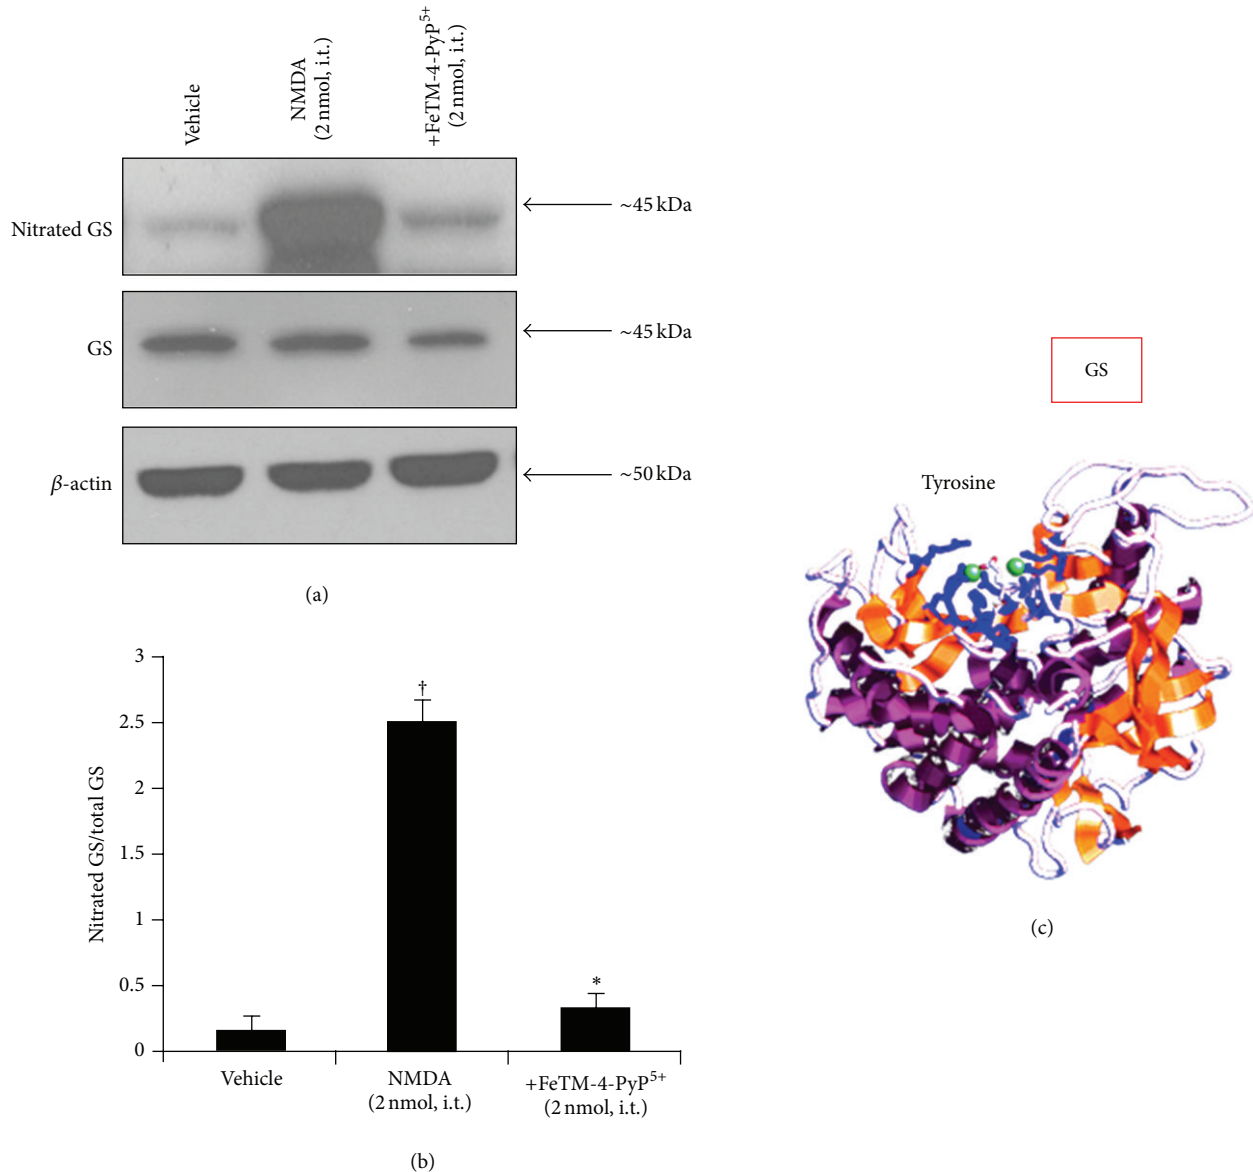 Vehicle
NMDA
(2 nmol, i.t.)
+FeTM-4-PyP5+
(2 nmol, i.t.)
Nitrated GS
~45 kDa
GS
~45 kDa
β-actin
~50 kDa
(a)
3
2.5
2
1.5
1
0.5
0
Nitrated GS/total GS
†
*
Vehicle
NMDA
(2 nmol, i.t.)
+FeTM-4-PyP5+
(2 nmol, i.t.)
(b)
GS
Tyrosine
(c)